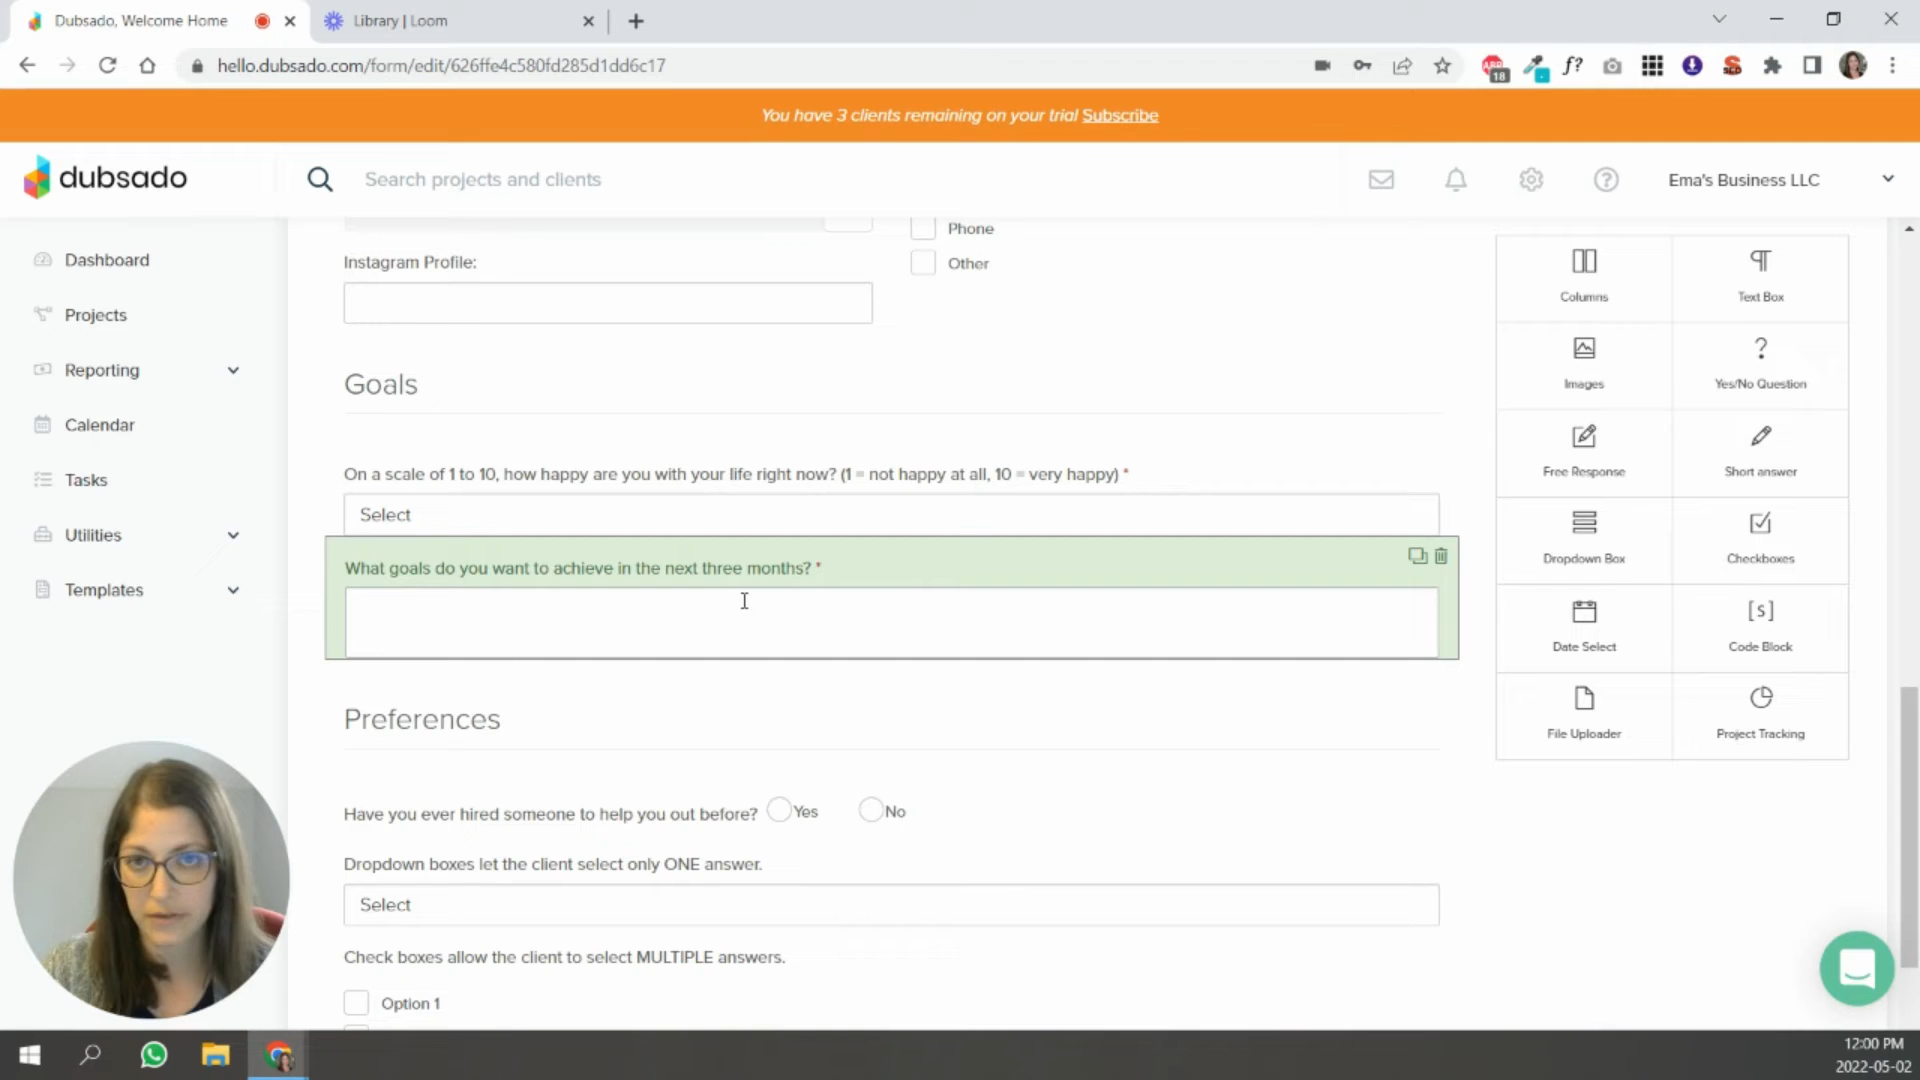 Dubsado, Welcome Home
Library | Loom
hello.dubsado.com/form/edit/626ffe4c580fd285d1dd6c17
18
f?
You have 3 clients remaining on your trial Subscribe
dubsado
Search projects and clients
Ema's Business LLC
Dashboard
Projects
Reporting
Calendar
Tasks
Utilities
Templates
Phone
Other
Instagram Profile:
Goals
On a scale of 1 to 10, how happy are you with your life right now? (1 = not happy at all, 10 = very happy) *
Select
What goals do you want to achieve in the next three months? *
Preferences
Have you ever hired someone to help you out before? Yes No
Dropdown boxes let the client select only ONE answer.
Select
Check boxes allow the client to select MULTIPLE answers.
Option 1
Columns
Text Box
Images
Yes/No Question
Free Response
Short answer
Dropdown Box
Checkboxes
Date Select
[s]
Code Block
File Uploader
Project Tracking
12:00 PM
2022-05-02